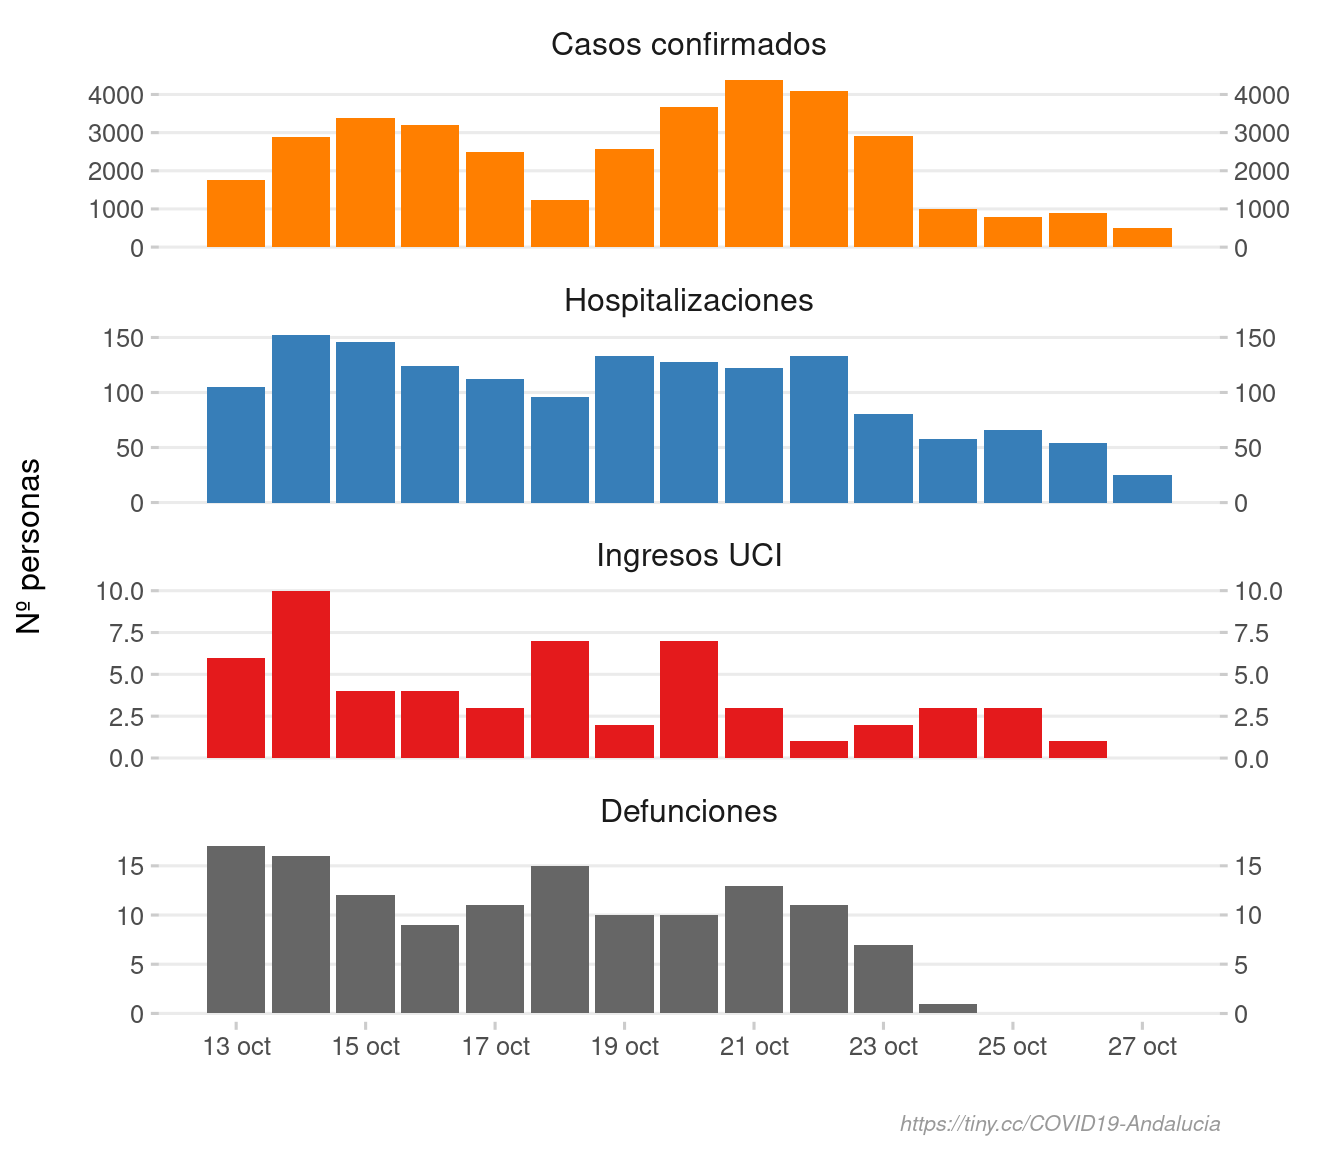 Casos confirmados
4000 4000
3000 3000
2000 2000
1000 1000
0 0
Hospitalizaciones
150 150
100 100
50 50
0 0
Nº personas
Ingresos UCI
10.0 10.0
7.5 7.5
5.0 5.0
2.5 2.5
0.0 0.0
Defunciones
15 15
10 10
5 5
0 0
13 oct 15 oct 17 oct 19 oct 21 oct 23 oct 25 oct 27 oct
https://tiny.cc/COVID19-Andalucia